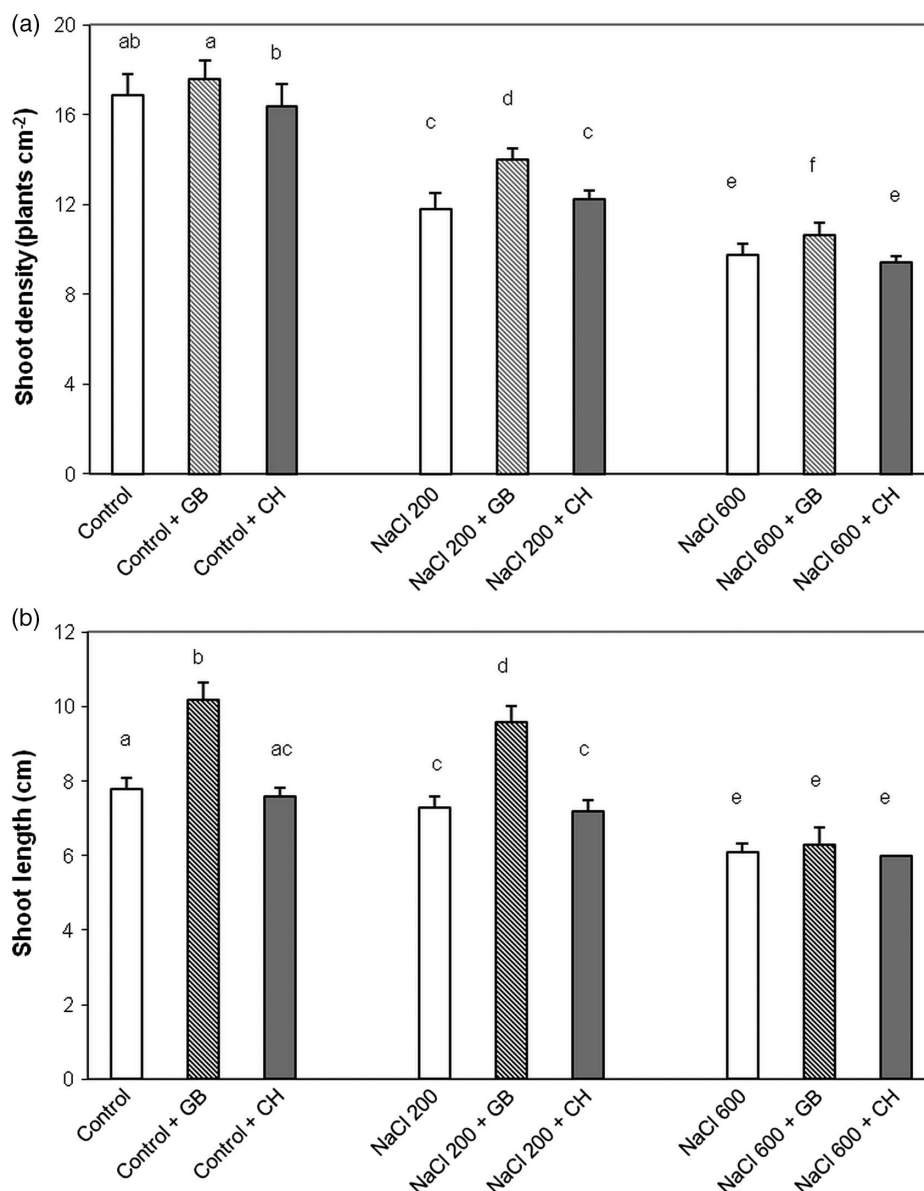 (a)
20
16
12
8
4
0
Shoot density (plants cm-2)
ab
a
b
c
d
c
e
f
e
Control
Control + GB
Control + CH
NaCl 200
NaCl 200 + GB
NaCl 200 + CH
NaCl 600
NaCl 600 + GB
NaCl 600 + CH
(b)
12
10
8
6
4
2
0
Shoot length (cm)
a
b
ac
c
d
c
e
e
e
Control
Control + GB
Control + CH
NaCl 200
NaCl 200 + GB
NaCl 200 + CH
NaCl 600
NaCl 600 + GB
NaCl 600 + CH